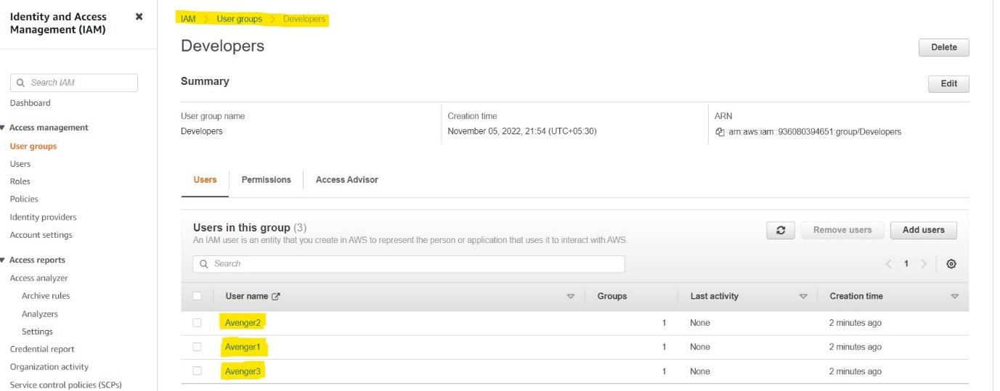 Identity and Access
Management (IAM)
Search IAM
Dashboard
Access management
User groups
Users
Roles
Policies
Identity providers
Account settings
Access reports
Access analyzer
Archive rules
Analyzers
Settings
Credential report
Organization activity
Service control policies (SCPs)
IAM > User groups > Developers
Developers
Delete
Summary
Edit
User group name
Developers
Creation time
November 05, 2022, 21:54 (UTC+05:30)
ARN
arn:aws:iam::936080394651:group/Developers
Users Permissions Access Advisor
Users in this group (3)
An IAM user is an entity that you create in AWS to represent the person or application that uses it to interact with AWS.
Remove users Add users
Search
1
User name Groups Last activity Creation time
Avenger2 1 None 2 minutes ago
Avenger1 1 None 2 minutes ago
Avenger3 1 None 2 minutes ago